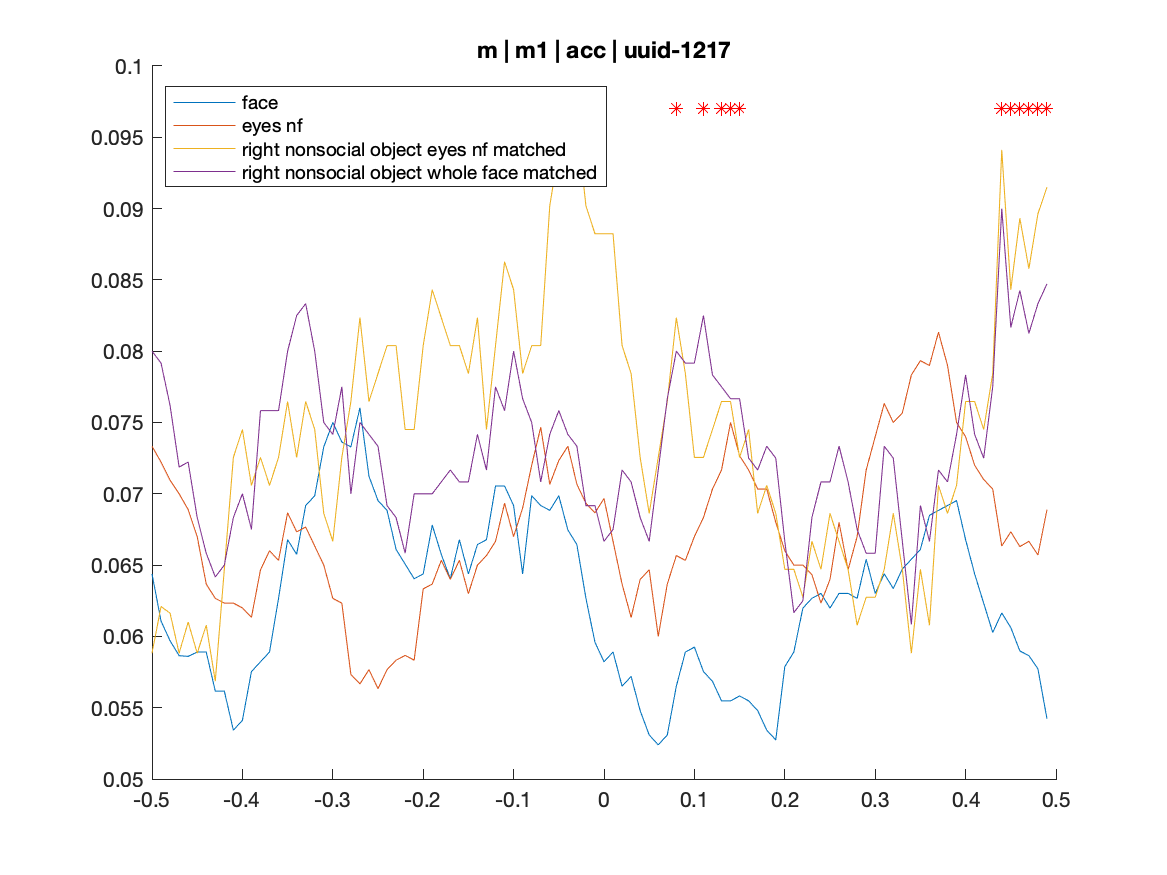 m | m1 | acc | uuid-1217
0.1
face
eyes nf
right nonsocial object eyes nf matched
right nonsocial object whole face matched
0.095
0.09
0.085
0.08
0.075
0.07
0.065
0.06
0.055
0.05
-0.5 -0.4 -0.3 -0.2 -0.1 0 0.1 0.2 0.3 0.4 0.5